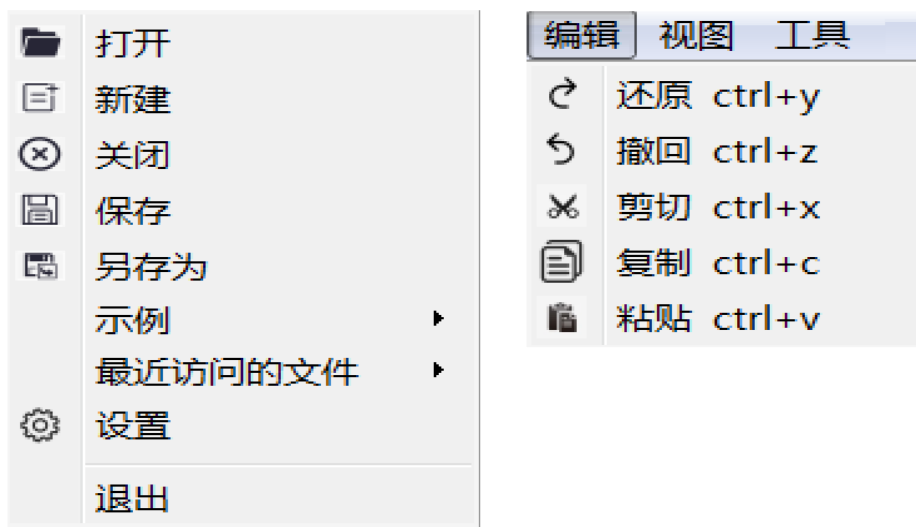 打开
新建
关闭
保存
另存为
示例
最近访问的文件
设置
退出
编辑 视图 工具
还原 ctrl+y
撤回 ctrl+z
剪切 ctrl+x
复制 ctrl+c
粘贴 ctrl+v